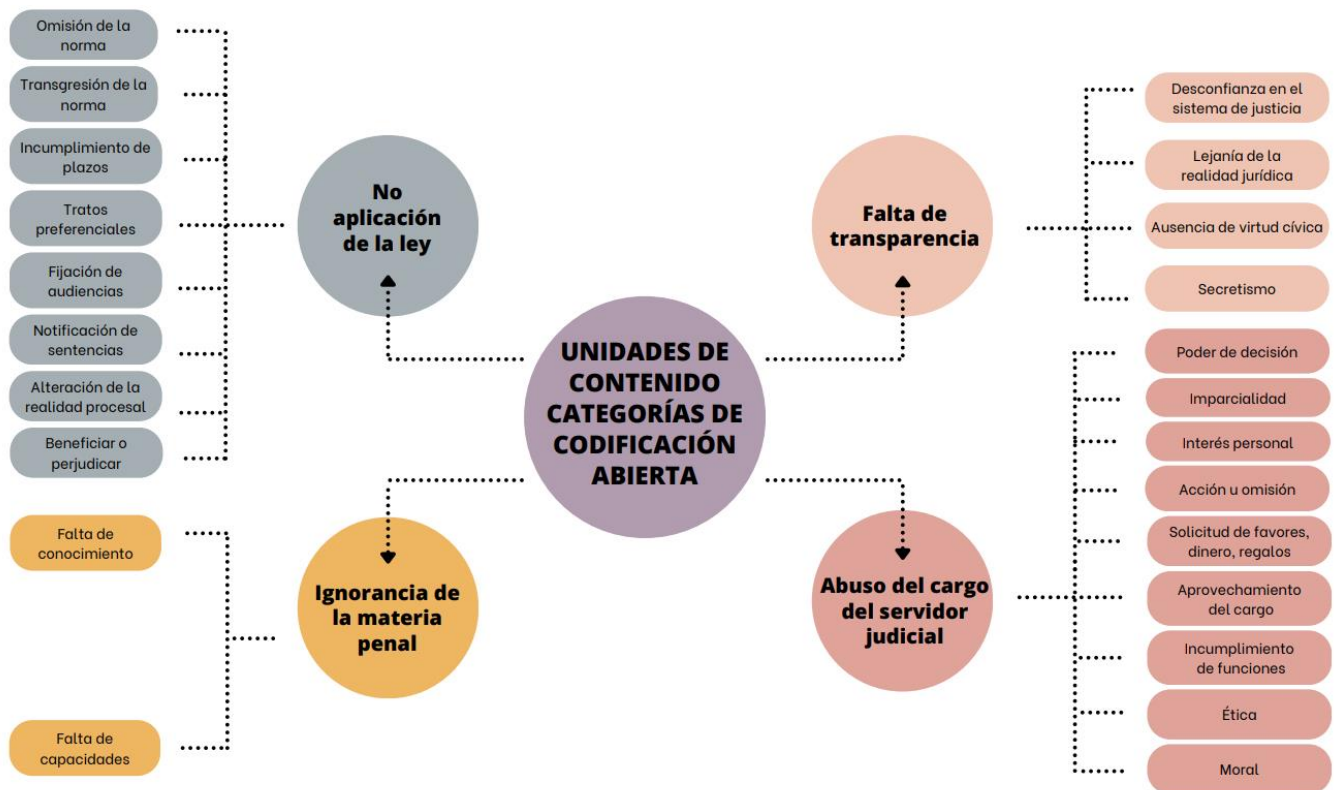 Omisión de la
norma
Transgresión de la
norma
Incumplimiento de
plazos
Tratos
preferenciales
Fijación de
audiencias
Notificación de
sentencias
Alteración de la
realidad procesal
Beneficiar o
perjudicar
No
aplicación
de la ley
Falta de
conocimiento
Falta de
capacidades
Ignorancia de
la materia
penal
UNIDADES DE
CONTENIDO
CATEGORÍAS DE
CODIFICACIÓN
ABIERTA
Falta de
transparencia
Desconfianza en el
sistema de justicia
Lejanía de la
realidad jurídica
Ausencia de virtud cívica
Secretismo
Abuso del cargo
del servidor
judicial
Poder de decisión
Imparcialidad
Interés personal
Acción u omisión
Solicitud de favores,
dinero, regalos
Aprovechamiento
del cargo
Incumplimiento
de funciones
Ética
Moral